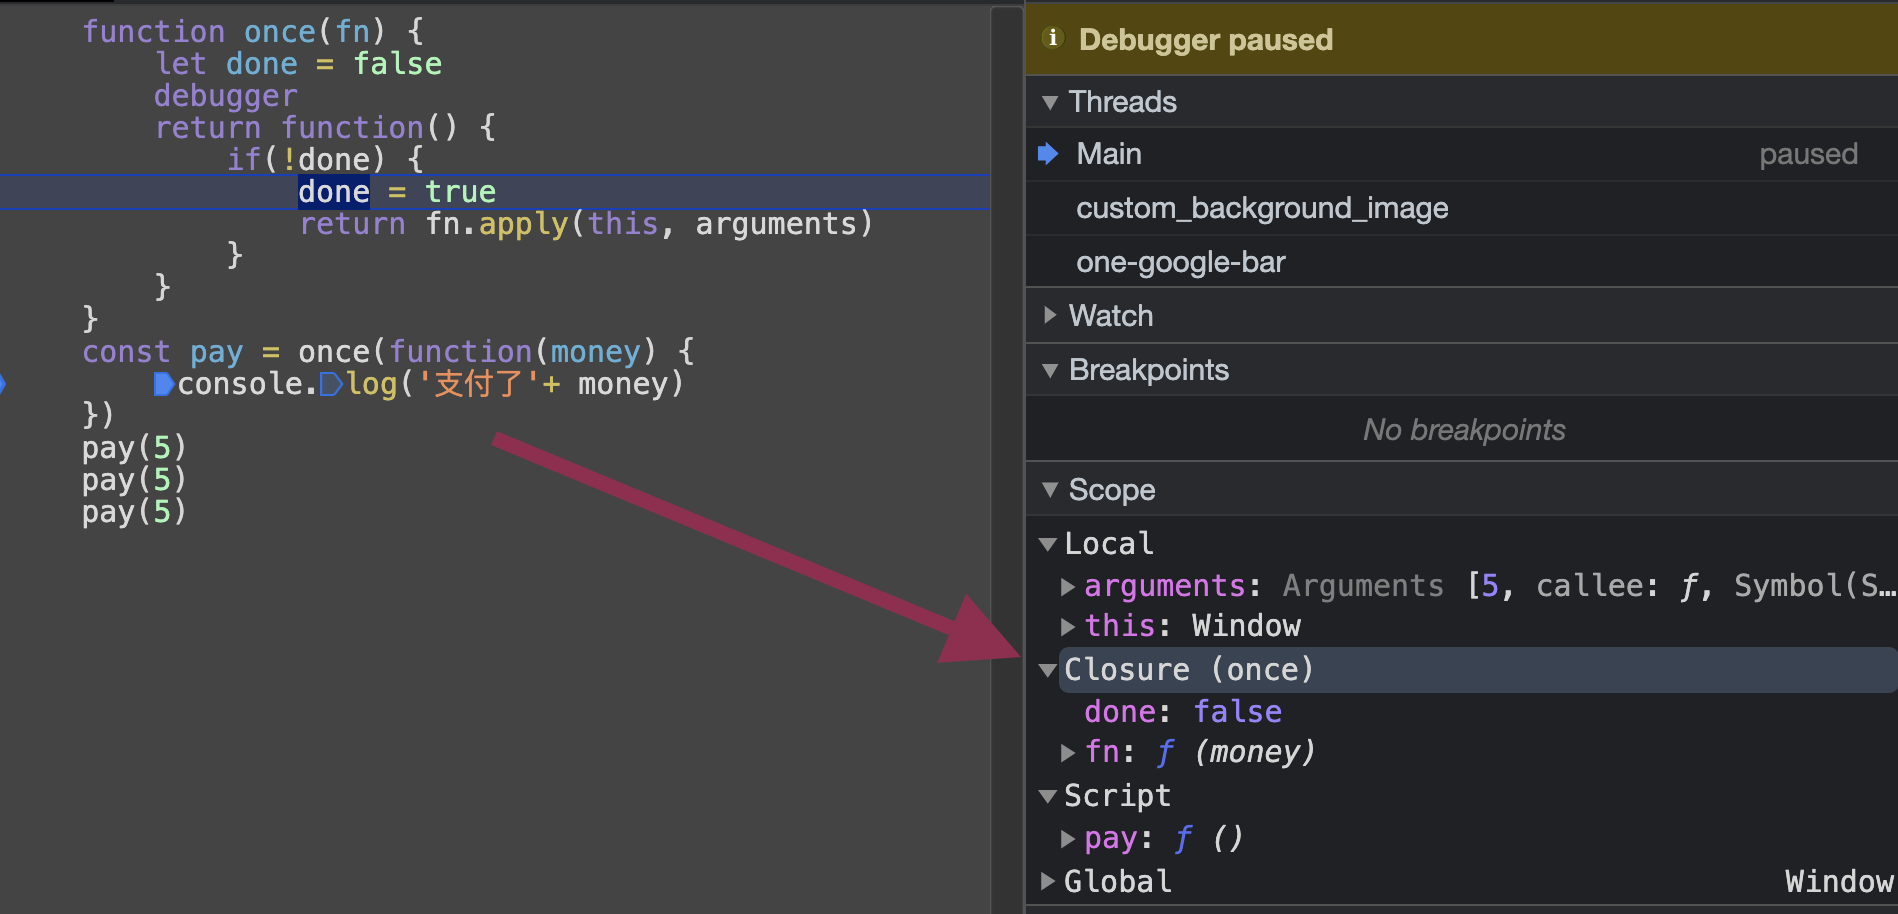 function once(fn) {
let done = false
debugger
return function() {
if(!done) {
done = true
return fn.apply(this, arguments)
}
}
}
const pay = once(function(money) {
console.log('支付了'+ money)
})
pay(5)
pay(5)
pay(5)
Debugger paused
Threads
Main paused
custom_background_image
one-google-bar
Watch
Breakpoints
No breakpoints
Scope
Local
arguments: Arguments [5, callee: ƒ, Symbol(S…
this: Window
Closure (once)
done: false
fn: ƒ (money)
Script
pay: ƒ ()
Global Window